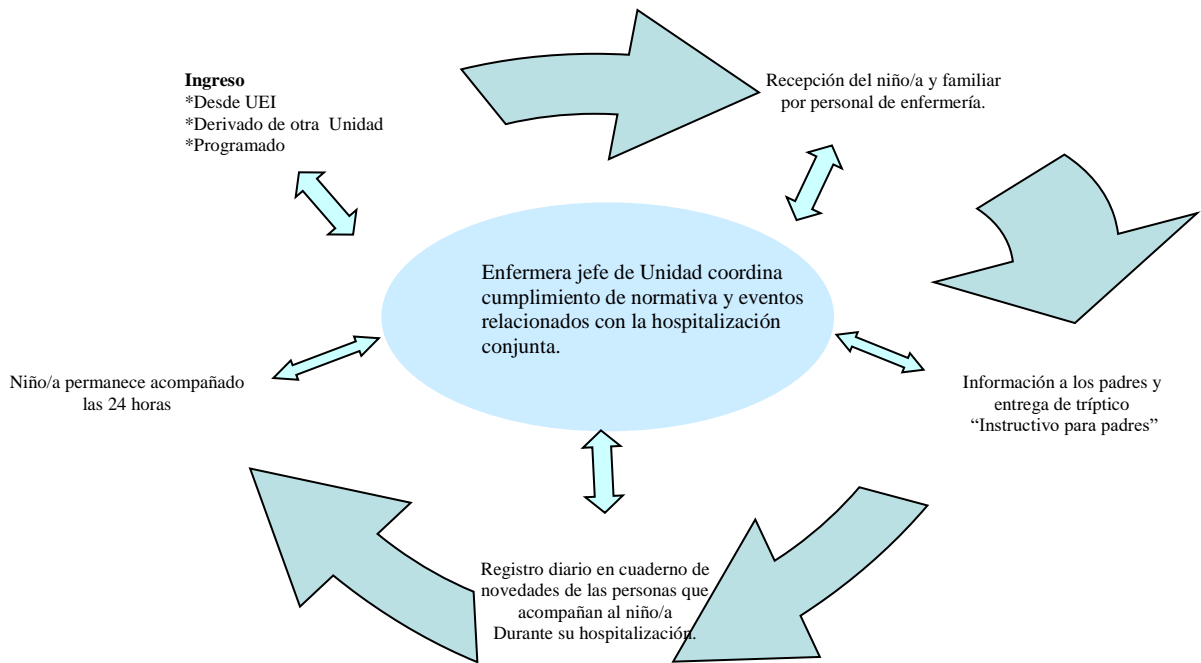 Ingreso
*Desde UEI
*Derivado de otra Unidad
*Programado
Recepción del niño/a y familiar
por personal de enfermería.
Enfermera jefe de Unidad coordina
cumplimiento de normativa y eventos
relacionados con la hospitalización
conjunta.
Niño/a permanece acompañado
las 24 horas
Información a los padres y
entrega de tríptico
“Instructivo para padres”
Registro diario en cuaderno de
novedades de las personas que
acompañan al niño/a
Durante su hospitalización.